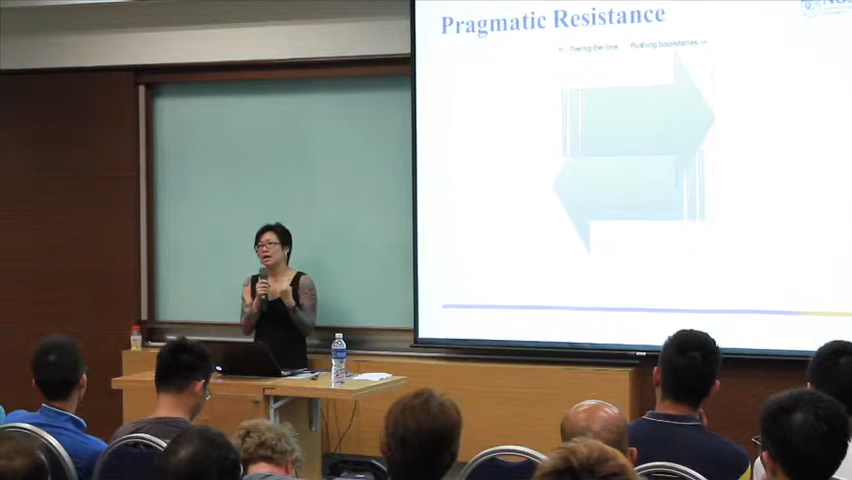 Pragmatic Resistance
← Toeing the line Pushing boundaries →